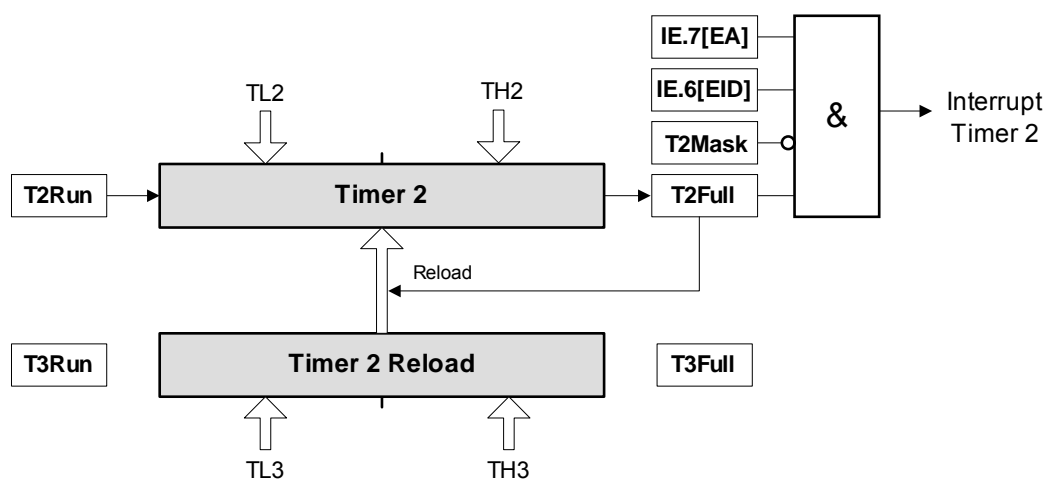 IE.7[EA]
TL2
TH2
IE.6[EID]
&
Interrupt
Timer 2
T2Mask
T2Run
Timer 2
T2Full
Reload
T3Run
Timer 2 Reload
T3Full
TL3
TH3